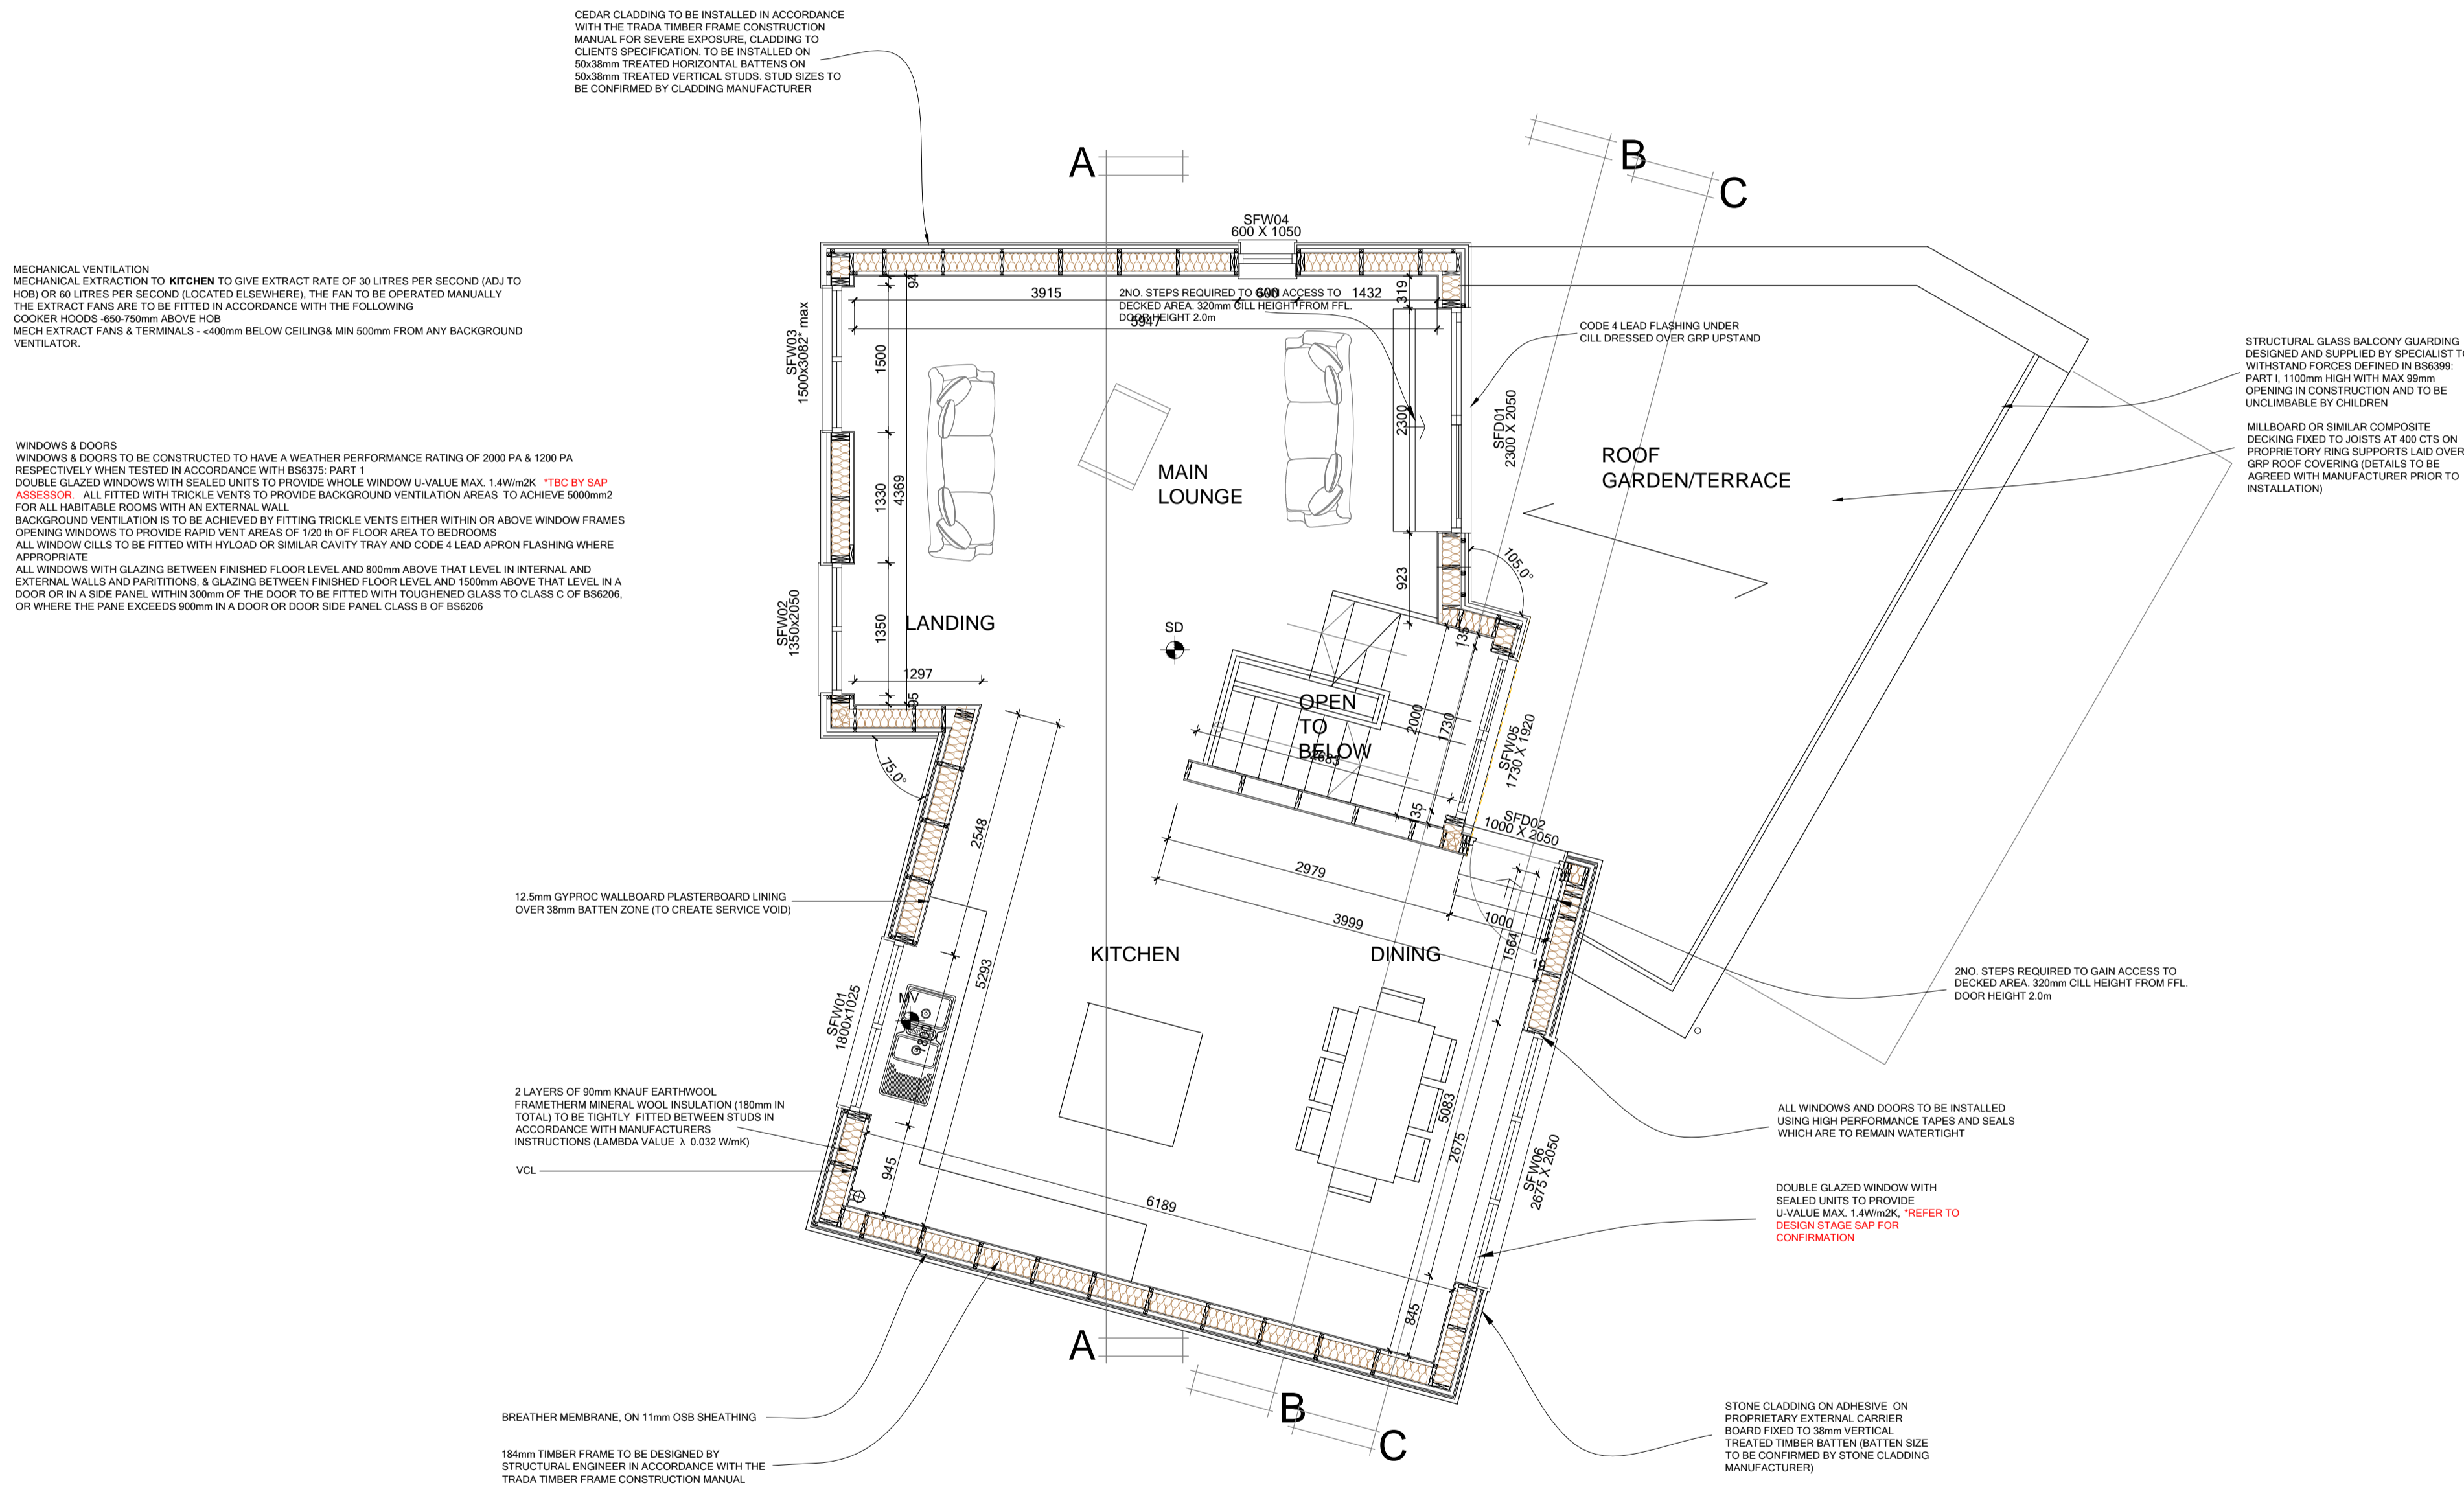 CEDAR CLADDING TO BE INSTALLED IN ACCORDANCE
WITH THE TRADA TIMBER FRAME CONSTRUCTION
MANUAL FOR SEVERE EXPOSURE, CLADDING TO
CLIENTS SPECIFICATION. TO BE INSTALLED ON
50x38mm TREATED HORIZONTAL BATTENS ON
50x38mm TREATED VERTICAL STUDS. STUD SIZES TO
BE CONFIRMED BY CLADDING MANUFACTURER
A
B
C
SFW04
600 X 1050
MECHANICAL VENTILATION
MECHANICAL EXTRACTION TO KITCHEN TO GIVE EXTRACT RATE OF 30 LITRES PER SECOND (ADJ TO
HOB) OR 60 LITRES PER SECOND (LOCATED ELSEWHERE), THE FAN TO BE OPERATED MANUALLY
THE EXTRACT FANS ARE TO BE FITTED IN ACCORDANCE WITH THE FOLLOWING
COOKER HOODS -650-750mm ABOVE HOB
MECH EXTRACT FANS & TERMINALS - <400mm BELOW CEILING& MIN 500mm FROM ANY BACKGROUND
VENTILATOR.
WINDOWS & DOORS
WINDOWS & DOORS TO BE CONSTRUCTED TO HAVE A WEATHER PERFORMANCE RATING OF 2000 PA & 1200 PA
RESPECTIVELY WHEN TESTED IN ACCORDANCE WITH BS6375: PART 1
DOUBLE GLAZED WINDOWS WITH SEALED UNITS TO PROVIDE WHOLE WINDOW U-VALUE MAX. 1.4W/m2K *TBC BY SAP
ASSESSOR. ALL FITTED WITH TRICKLE VENTS TO PROVIDE BACKGROUND VENTILATION AREAS TO ACHIEVE 5000mm2
FOR ALL HABITABLE ROOMS WITH AN EXTERNAL WALL
BACKGROUND VENTILATION IS TO BE ACHIEVED BY FITTING TRICKLE VENTS EITHER WITHIN OR ABOVE WINDOW FRAMES
OPENING WINDOWS TO PROVIDE RAPID VENT AREAS OF 1/20 th OF FLOOR AREA TO BEDROOMS
ALL WINDOW CILLS TO BE FITTED WITH HYLOAD OR SIMILAR CAVITY TRAY AND CODE 4 LEAD APRON FLASHING WHERE
APPROPRIATE
ALL WINDOWS WITH GLAZING BETWEEN FINISHED FLOOR LEVEL AND 800mm ABOVE THAT LEVEL IN INTERNAL AND
EXTERNAL WALLS AND PARITITIONS, & GLAZING BETWEEN FINISHED FLOOR LEVEL AND 1500mm ABOVE THAT LEVEL IN A
DOOR OR IN A SIDE PANEL WITHIN 300mm OF THE DOOR TO BE FITTED WITH TOUGHENED GLASS TO CLASS C OF BS6206,
OR WHERE THE PANE EXCEEDS 900mm IN A DOOR OR DOOR SIDE PANEL CLASS B OF BS6206
94
3915
600
1432
319
5947
2NO. STEPS REQUIRED TO GAIN ACCESS TO
DECKED AREA. 320mm CILL HEIGHT FROM FFL.
DOOR HEIGHT 2.0m
SFW03
1500x3082* max
1500
1330
4369
1350
SFW02
1350x2050
2300
SFD01
2300 X 2050
923
MAIN
LOUNGE
LANDING
1297
95
SD
CODE 4 LEAD FLASHING UNDER
CILL DRESSED OVER GRP UPSTAND
ROOF
GARDEN/TERRACE
105.0°
STRUCTURAL GLASS BALCONY GUARDING
DESIGNED AND SUPPLIED BY SPECIALIST
WITHSTAND FORCES DEFINED IN BS6399:
PART I, 1100mm HIGH WITH MAX 99mm
OPENING IN CONSTRUCTION AND TO BE
UNCLIMBABLE BY CHILDREN
MILLBOARD OR SIMILAR COMPOSITE
DECKING FIXED TO JOISTS AT 400 CTS ON
PROPRIETORY RING SUPPORTS LAID OVER
GRP ROOF COVERING (DETAILS TO BE
AGREED WITH MANUFACTURER PRIOR TO
INSTALLATION)
OPEN
TO
BELOW
2683
135
2000
1730
135
SFW05
1730 X 1920
SFD02
1000 X 2050
75.0°
2548
5293
2979
3999
1000
1564
19
KITCHEN
DINING
12.5mm GYPROC WALLBOARD PLASTERBOARD LINING
OVER 38mm BATTEN ZONE (TO CREATE SERVICE VOID)
SFW01
1800x1025
MV
1800
945
2 LAYERS OF 90mm KNAUF EARTHWOOL
FRAMETHERM MINERAL WOOL INSULATION (180mm IN
TOTAL) TO BE TIGHTLY FITTED BETWEEN STUDS IN
ACCORDANCE WITH MANUFACTURERS
INSTRUCTIONS (LAMBDA VALUE λ 0.032 W/mK)
VCL
6189
5083
2675
845
SFW06
2675 X 2050
2NO. STEPS REQUIRED TO GAIN ACCESS TO
DECKED AREA. 320mm CILL HEIGHT FROM FFL.
DOOR HEIGHT 2.0m
ALL WINDOWS AND DOORS TO BE INSTALLED
USING HIGH PERFORMANCE TAPES AND SEALS
WHICH ARE TO REMAIN WATERTIGHT
DOUBLE GLAZED WINDOW WITH
SEALED UNITS TO PROVIDE
U-VALUE MAX. 1.4W/m2K, *REFER TO
DESIGN STAGE SAP FOR
CONFIRMATION
A
B
C
BREATHER MEMBRANE, ON 11mm OSB SHEATHING
184mm TIMBER FRAME TO BE DESIGNED BY
STRUCTURAL ENGINEER IN ACCORDANCE WITH THE
TRADA TIMBER FRAME CONSTRUCTION MANUAL
STONE CLADDING ON ADHESIVE ON
PROPRIETARY EXTERNAL CARRIER
BOARD FIXED TO 38mm VERTICAL
TREATED TIMBER BATTEN (BATTEN SIZE
TO BE CONFIRMED BY STONE CLADDING
MANUFACTURER)